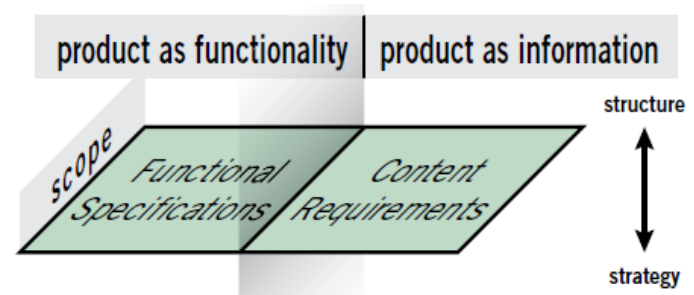 product as functionality
product as information
structure
scope
Functional
Specifications
Content
Requirements
strategy